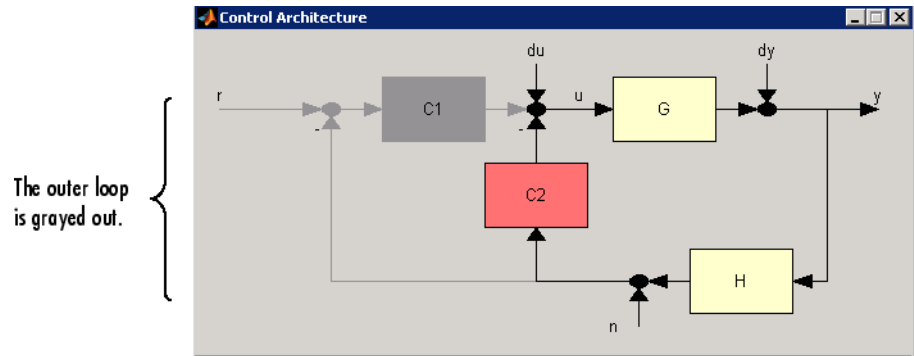 Control Architecture
du
dy
r
C1
u
G
y
-
-
The outer loop
is grayed out.
C2
H
n